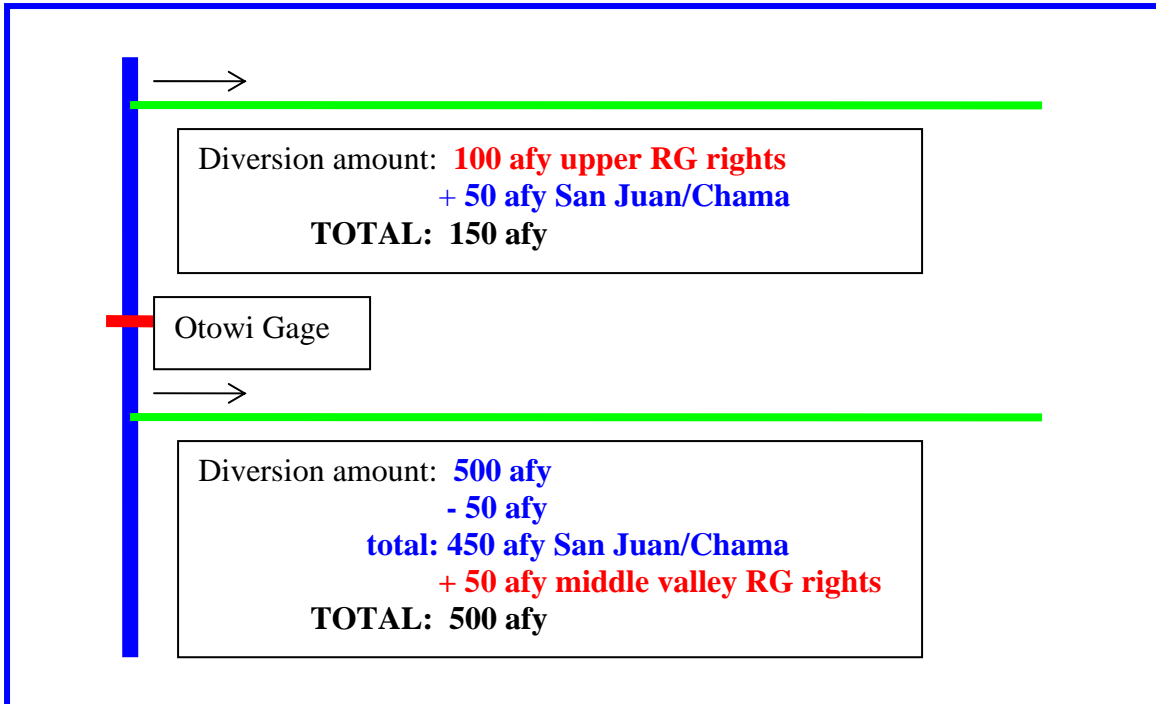 Diversion amount: 100 afy upper RG rights
+ 50 afy San Juan/Chama
TOTAL: 150 afy
Otowi Gage
Diversion amount: 500 afy
- 50 afy
total: 450 afy San Juan/Chama
+ 50 afy middle valley RG rights
TOTAL: 500 afy